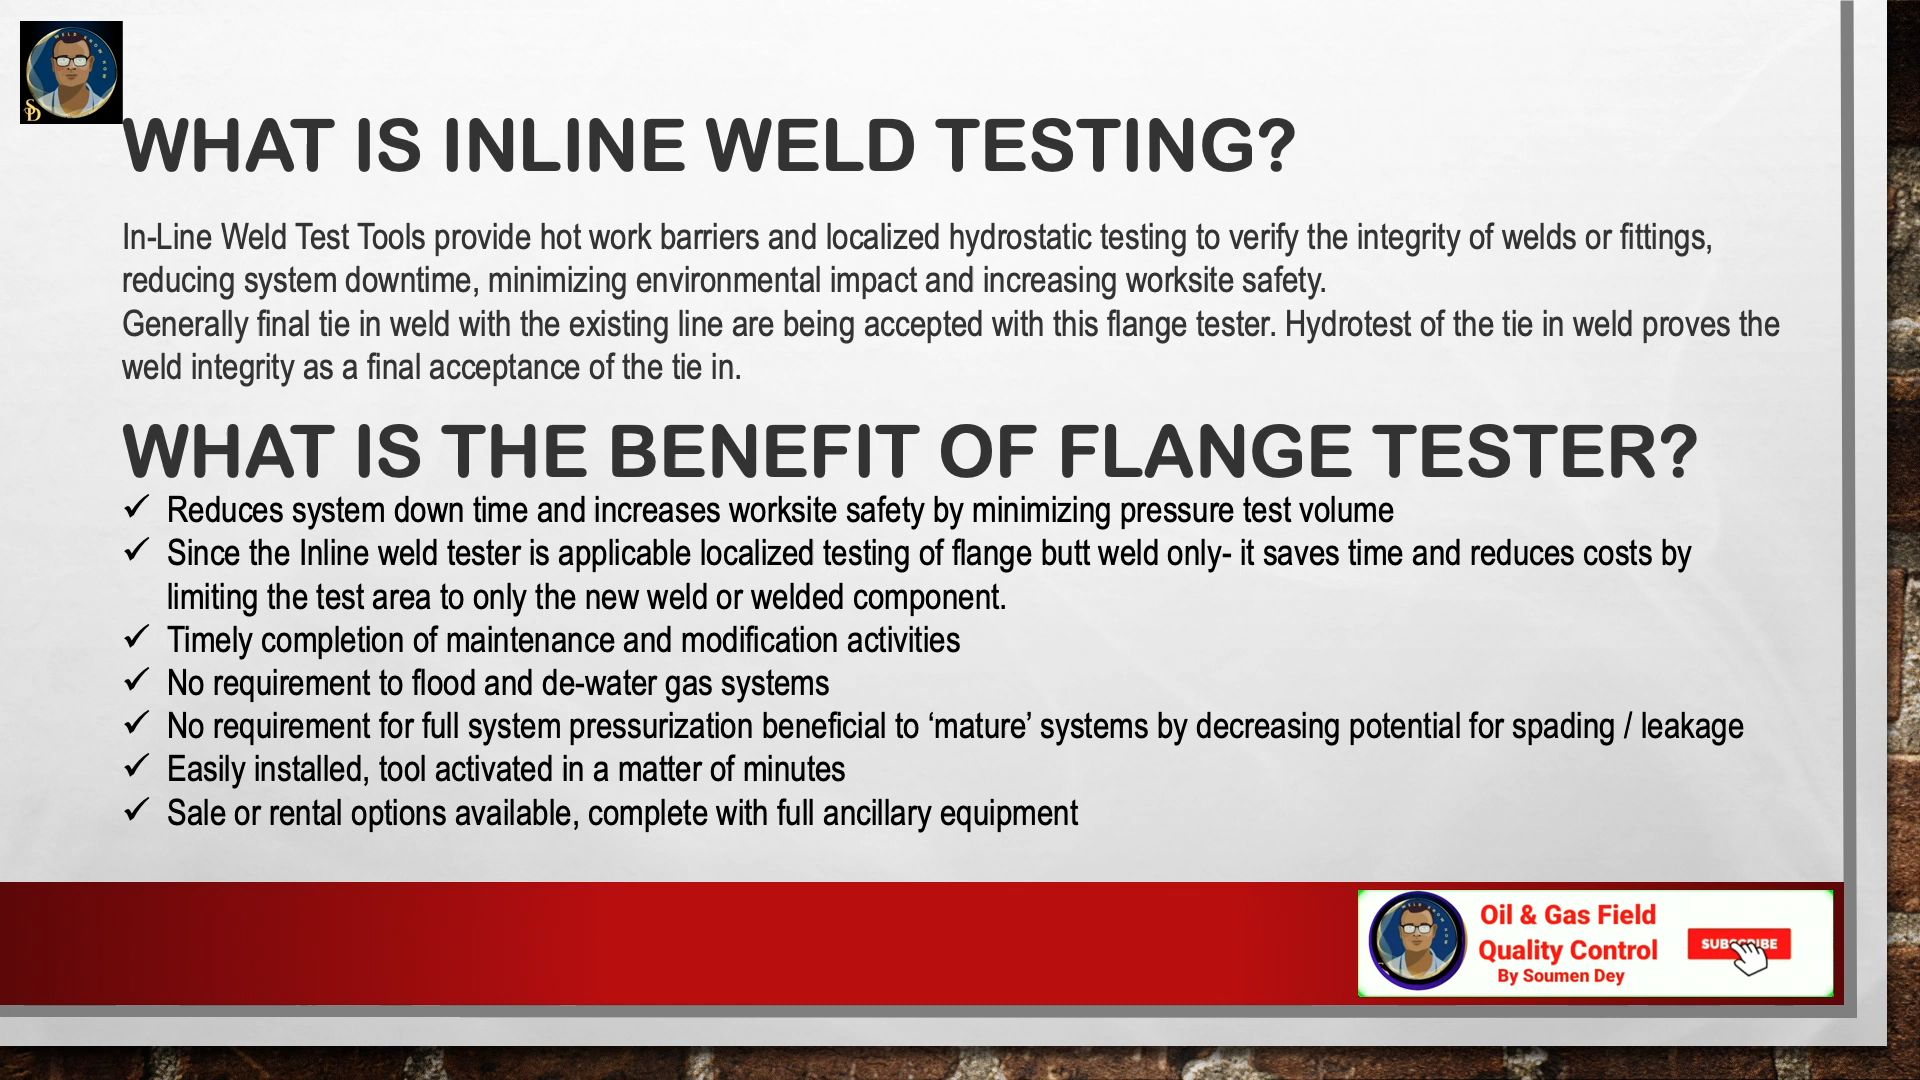 WHAT IS INLINE WELD TESTING?
In-Line Weld Test Tools provide hot work barriers and localized hydrostatic testing to verify the integrity of welds or fittings,
reducing system downtime, minimizing environmental impact and increasing worksite safety.
Generally final tie in weld with the existing line are being accepted with this flange tester. Hydrotest of the tie in weld proves the
weld integrity as a final acceptance of the tie in.
WHAT IS THE BENEFIT OF FLANGE TESTER?
✓ Reduces system down time and increases worksite safety by minimizing pressure test volume
✓ Since the Inline weld tester is applicable localized testing of flange butt weld only- it saves time and reduces costs by
limiting the test area to only the new weld or welded component.
✓ Timely completion of maintenance and modification activities
✓ No requirement to flood and de-water gas systems
✓ No requirement for full system pressurization beneficial to ‘mature’ systems by decreasing potential for spading / leakage
✓ Easily installed, tool activated in a matter of minutes
✓ Sale or rental options available, complete with full ancillary equipment
WELD KNOW HOW
SD
Oil & Gas Field
Quality Control
By Soumen Dey
WELD KNOW HOW
SUBSCRIBE